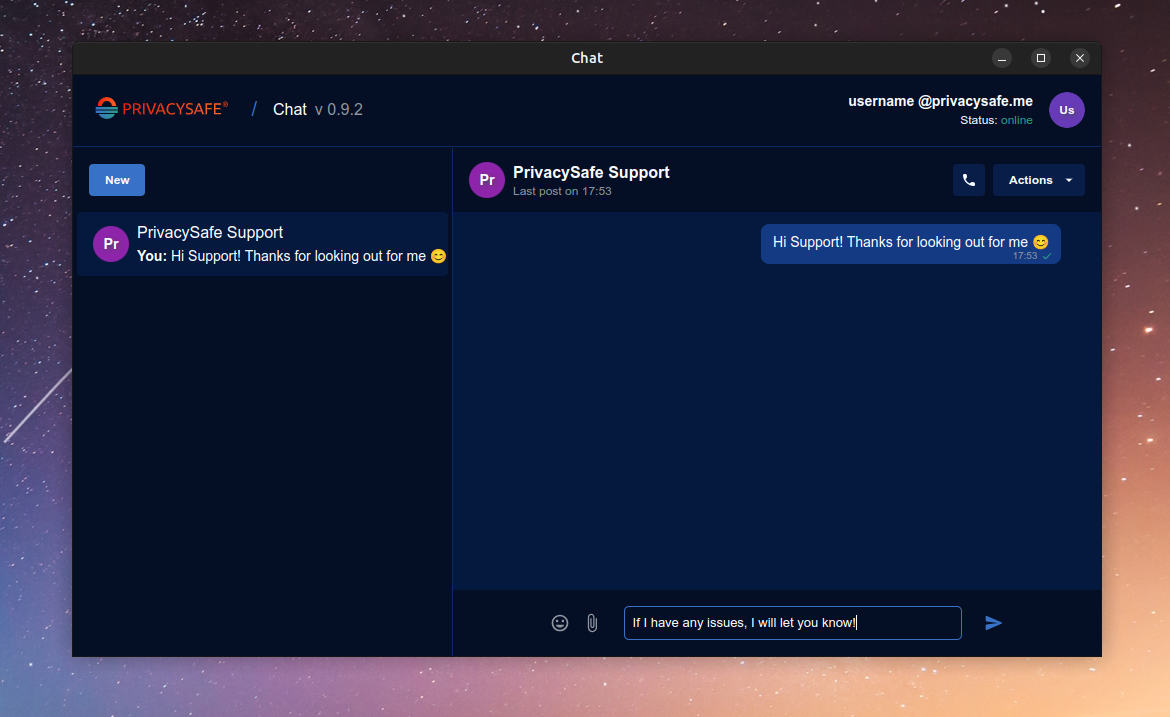 Chat
PRIVACYSAFE® / Chat v 0.9.2
username @privacysafe.me
Status: online
Us
New
Pr
PrivacySafe Support
You: Hi Support! Thanks for looking out for me 😊
Pr
PrivacySafe Support
Last post on 17:53
Actions
Hi Support! Thanks for looking out for me 😊
17:53 ✓
If I have any issues, I will let you know!